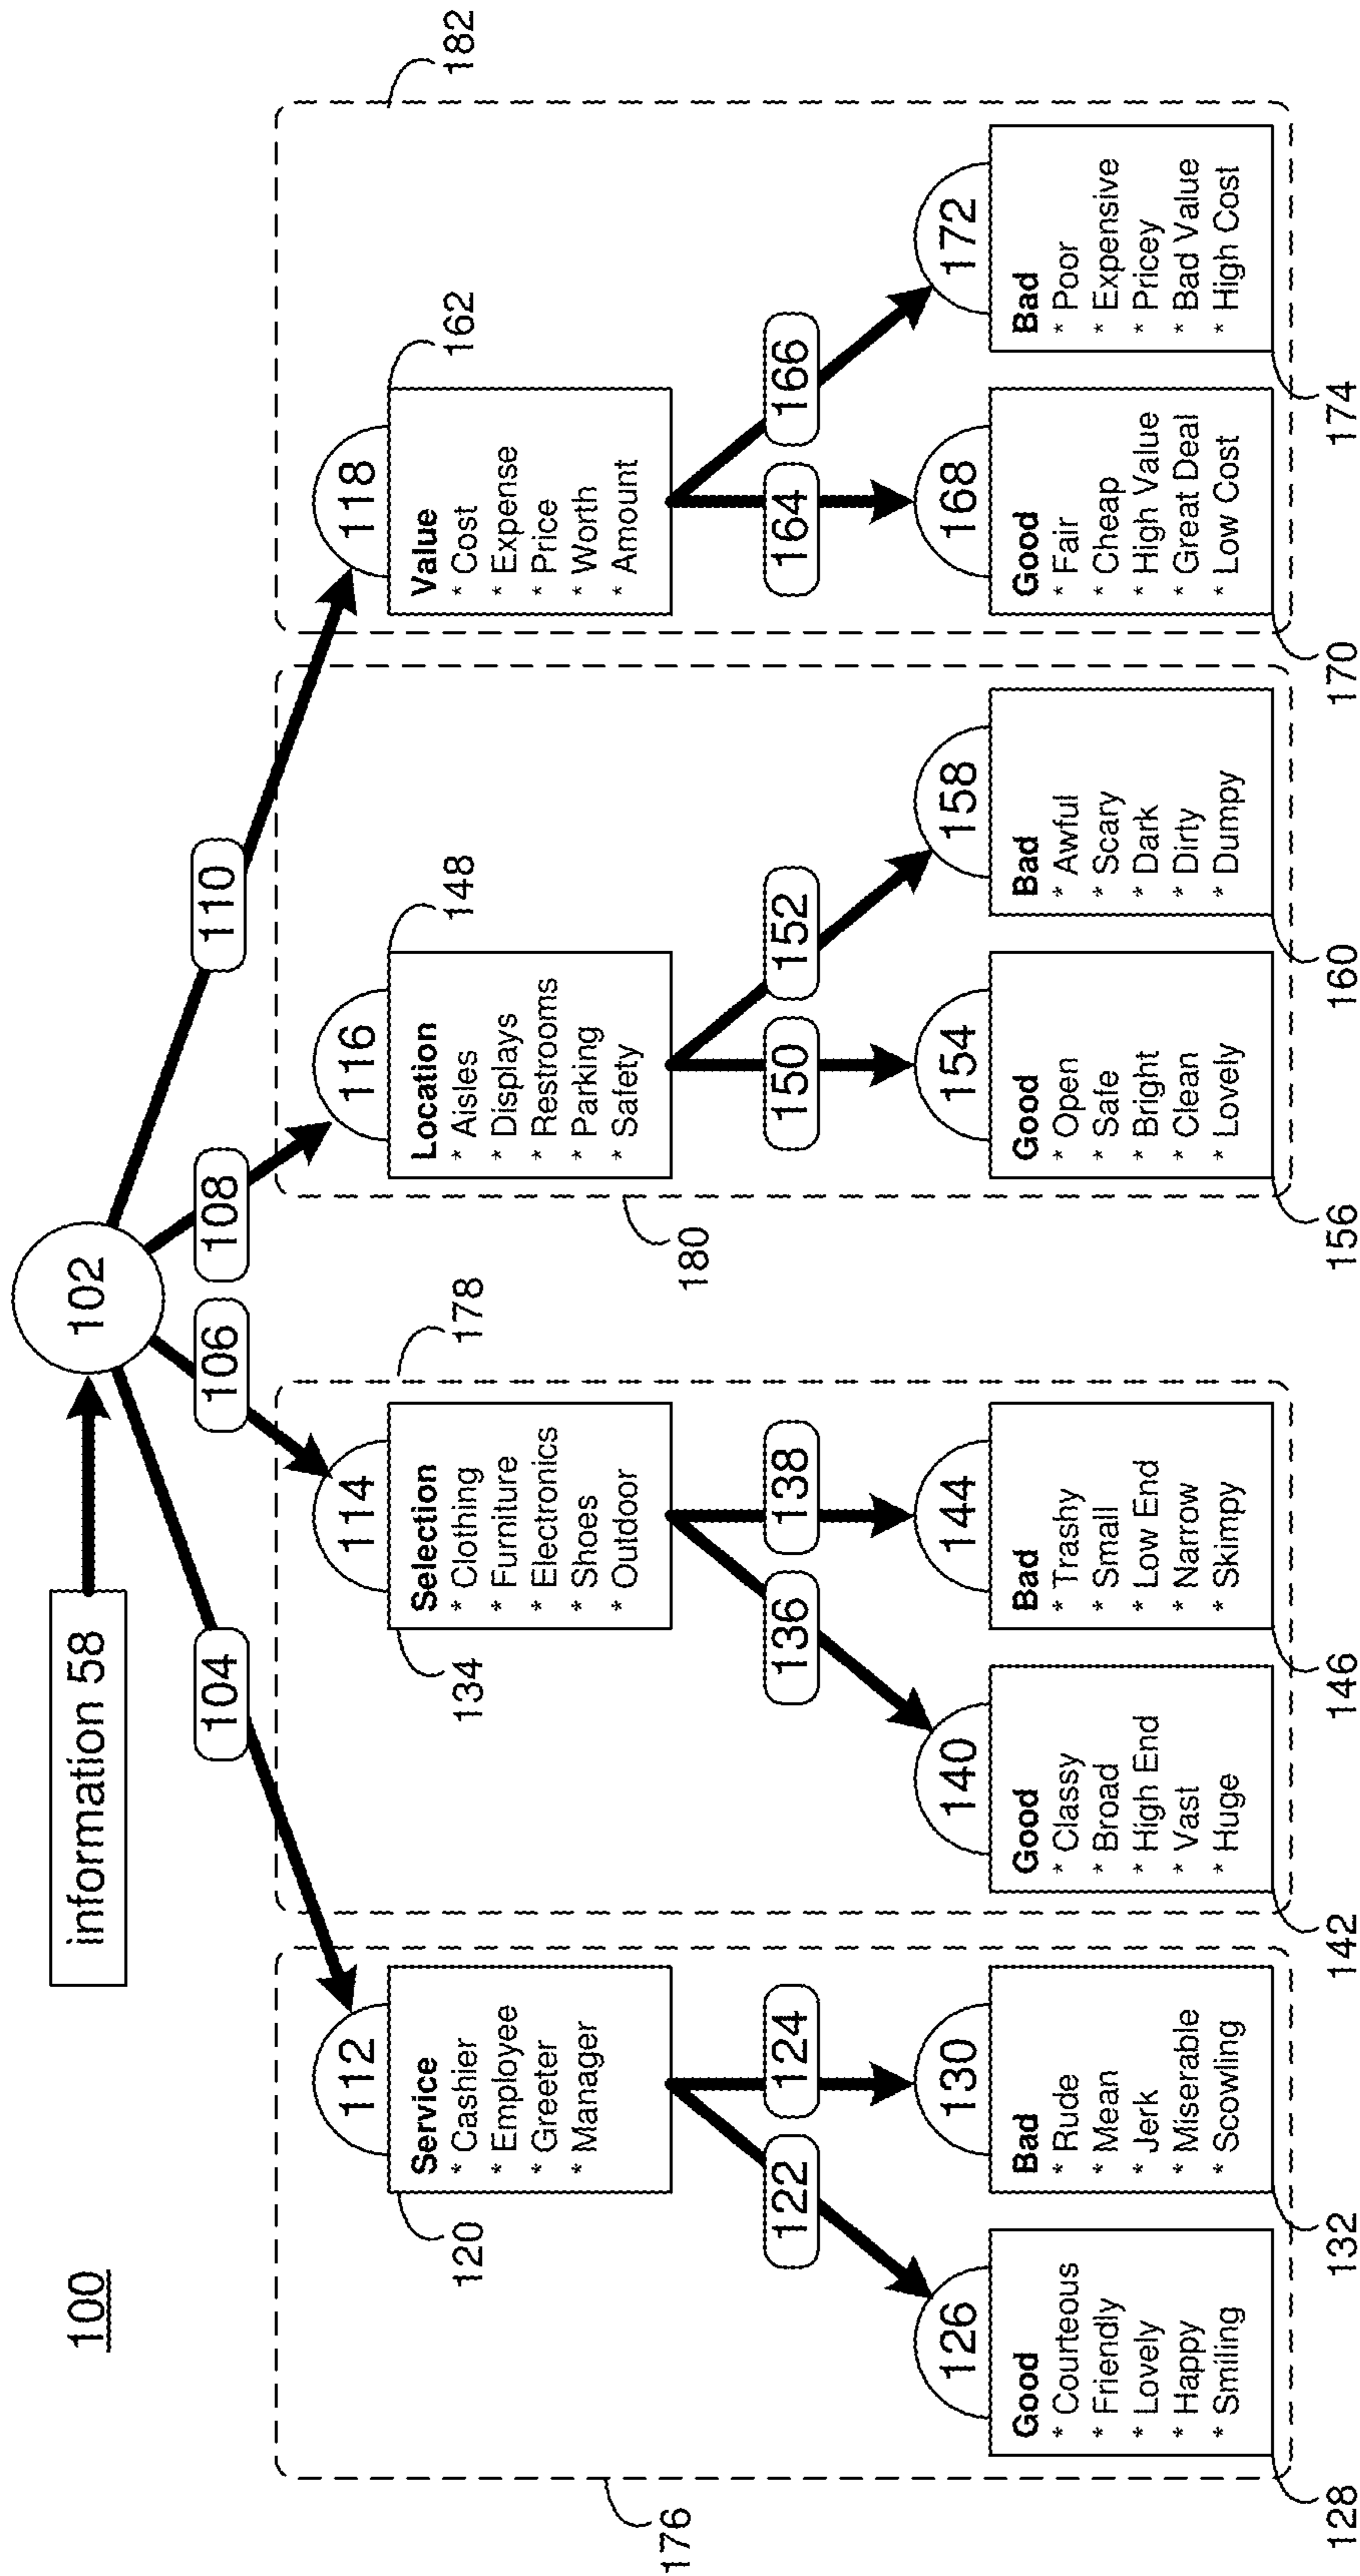 100
information 58
102
104
106
108
110
112
Service
* Cashier
* Employee
* Greeter
* Manager
120
114
Selection
* Clothing
* Furniture
* Electronics
* Shoes
* Outdoor
134
178
116
Location
* Aisles
* Displays
* Restrooms
* Parking
* Safety
148
118
Value
* Cost
* Expense
* Price
* Worth
* Amount
162
182
176
122
124
136
138
180
150
152
164
166
126
Good
* Courteous
* Friendly
* Lovely
* Happy
* Smiling
128
130
Bad
* Rude
* Mean
* Jerk
* Miserable
* Scowling
132
140
Good
* Classy
* Broad
* High End
* Vast
* Huge
142
144
Bad
* Trashy
* Small
* Low End
* Narrow
* Skimpy
146
154
Good
* Open
* Safe
* Bright
* Clean
* Lovely
156
158
Bad
* Awful
* Scary
* Dark
* Dirty
* Dumpy
160
168
Good
* Fair
* Cheap
* High Value
* Great Deal
* Low Cost
170
172
Bad
* Poor
* Expensive
* Pricey
* Bad Value
* High Cost
174